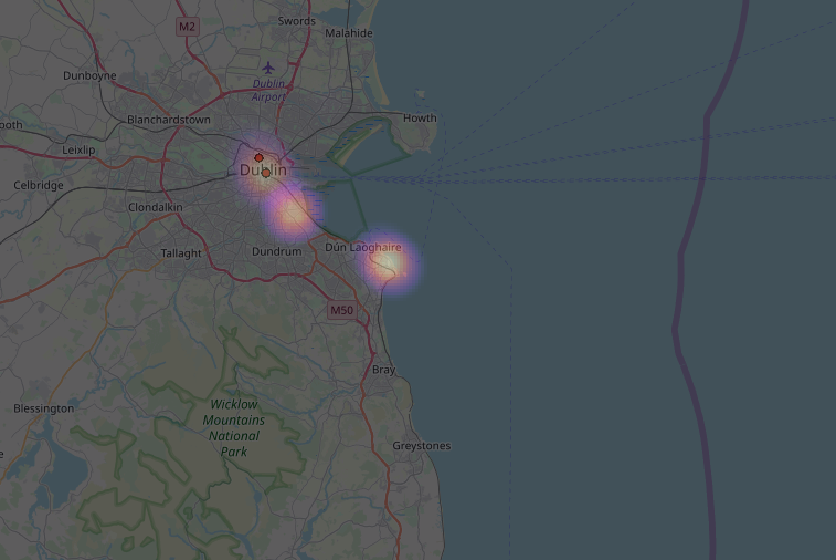 Swords
M2
Malahide
Dunboyne
Dublin
Airport
Blanchardstown
Howth
ooth
Leixlip
Dublin
Celbridge
Clondalkin
Tallaght
Dundrum
Dún Laoghaire
M50
Bray
Blessington
Wicklow
Mountains
National
Park
Greystones
e